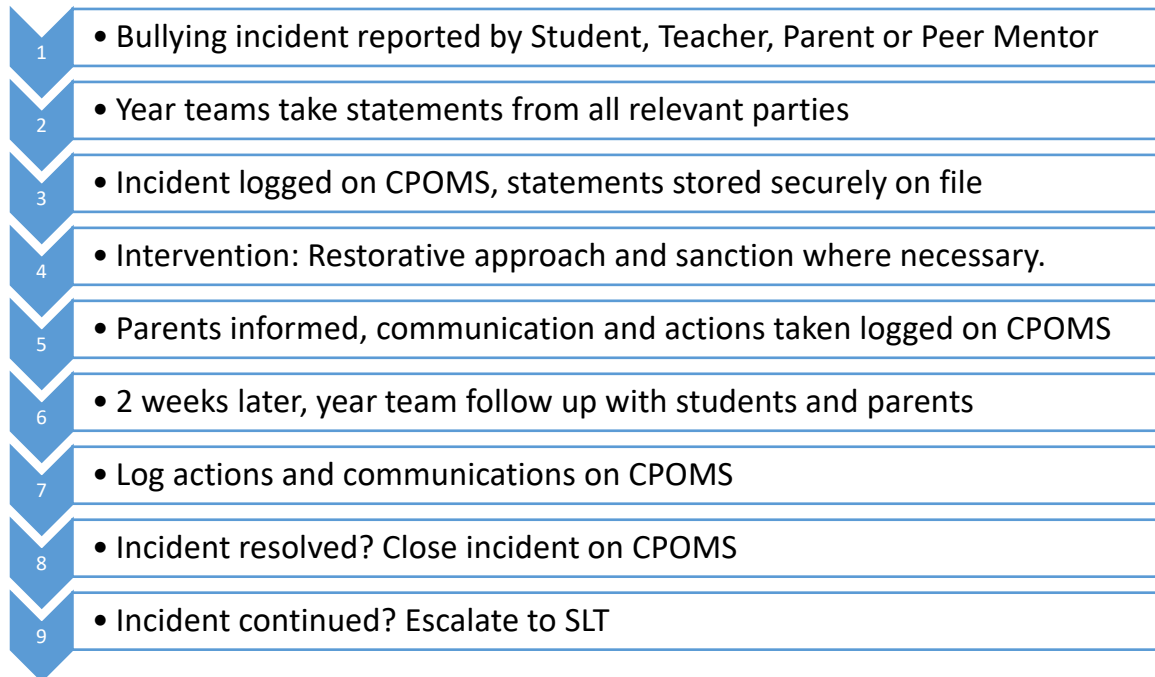 1 • Bullying incident reported by Student, Teacher, Parent or Peer Mentor
2 • Year teams take statements from all relevant parties
3 • Incident logged on CPOMS, statements stored securely on file
4 • Intervention: Restorative approach and sanction where necessary.
5 • Parents informed, communication and actions taken logged on CPOMS
6 • 2 weeks later, year team follow up with students and parents
7 • Log actions and communications on CPOMS
8 • Incident resolved? Close incident on CPOMS
9 • Incident continued? Escalate to SLT